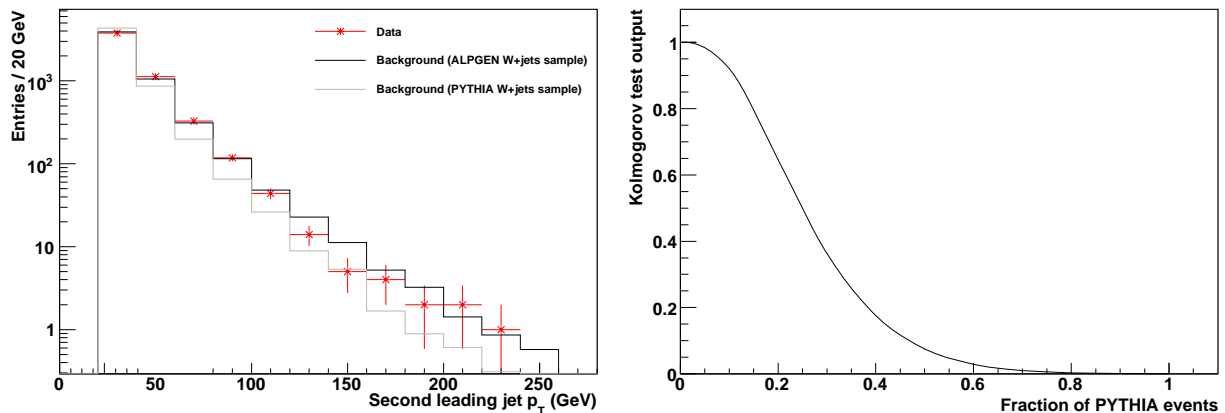 Entries / 20 GeV
10³
10²
10
1
Data
Background (ALPGEN W+jets sample)
Background (PYTHIA W+jets sample)
0 50 100 150 200 250
Second leading jet p_T (GeV)
Kolmogorov test output
1
0.8
0.6
0.4
0.2
0
0 0.2 0.4 0.6 0.8 1
Fraction of PYTHIA events